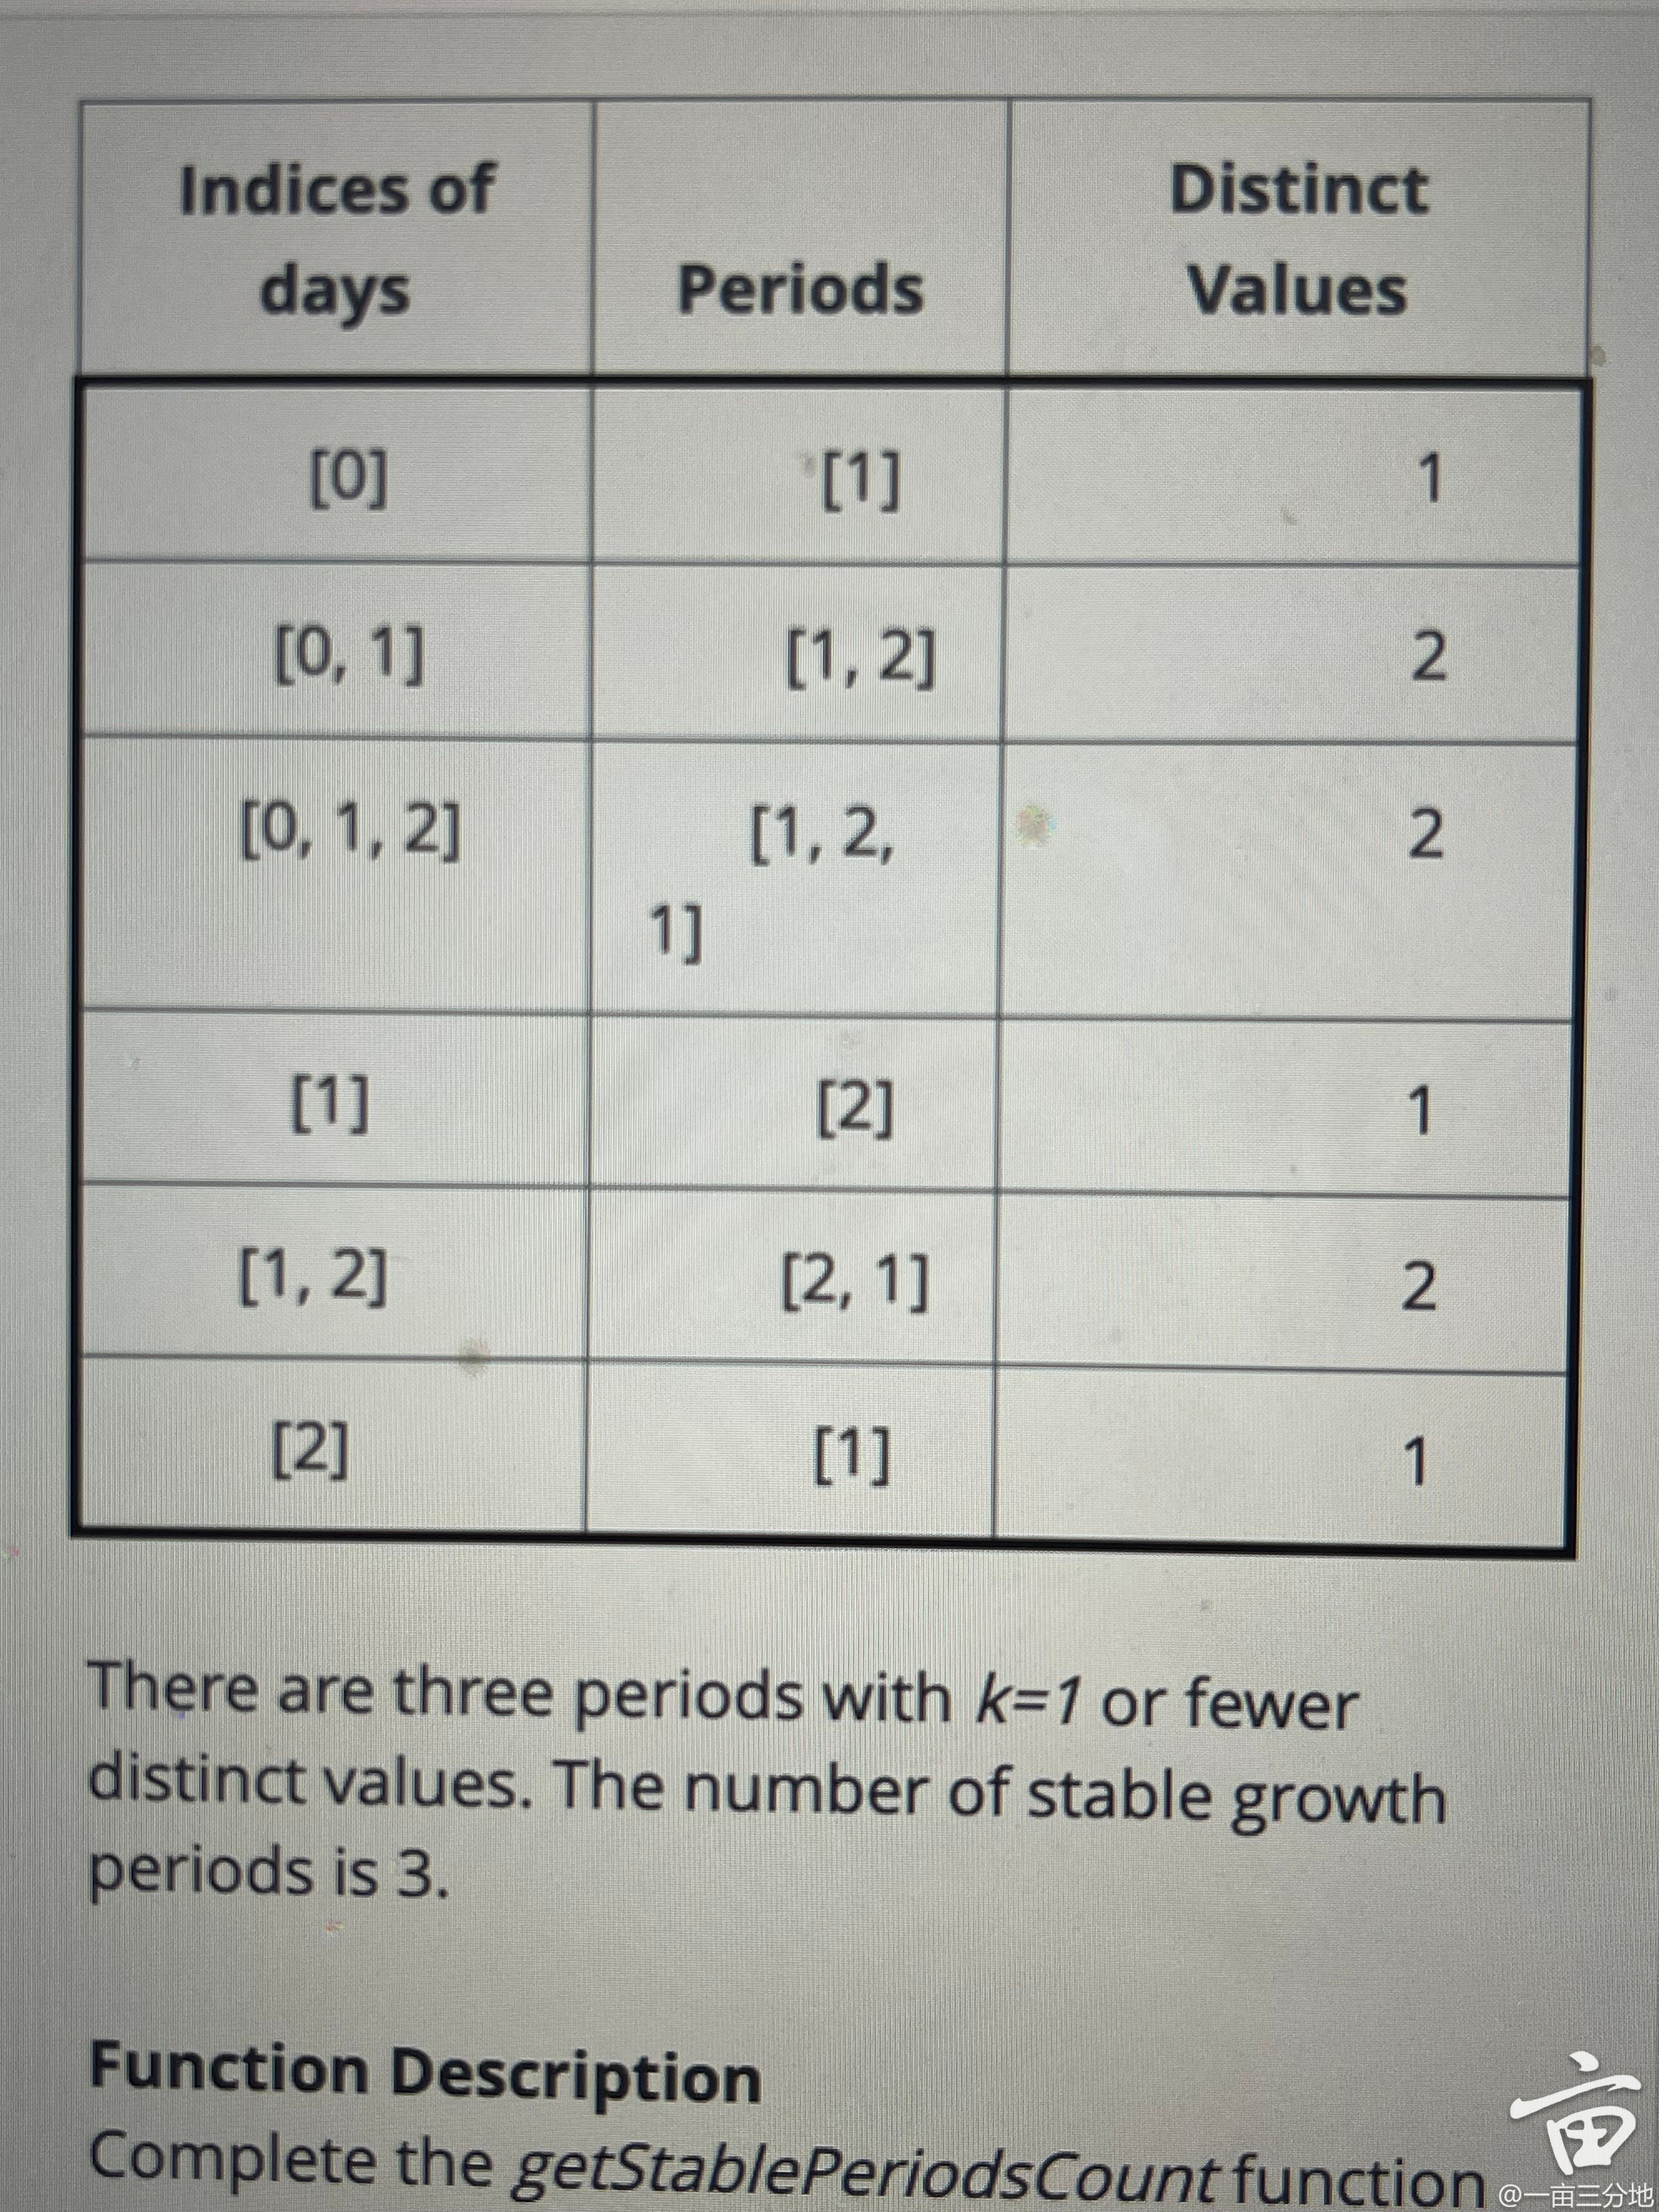 Indices of
days
Periods
Distinct
Values
[0] [1] 1
[0, 1] [1, 2] 2
[0, 1, 2] [1, 2, 2
1]
[1] [2] 1
[1, 2] [2, 1] 2
[2] [1] 1
There are three periods with k=1 or fewer
distinct values. The number of stable growth
periods is 3.
Function Description
Complete the getStablePeriodsCount function
亩
@一亩三分地